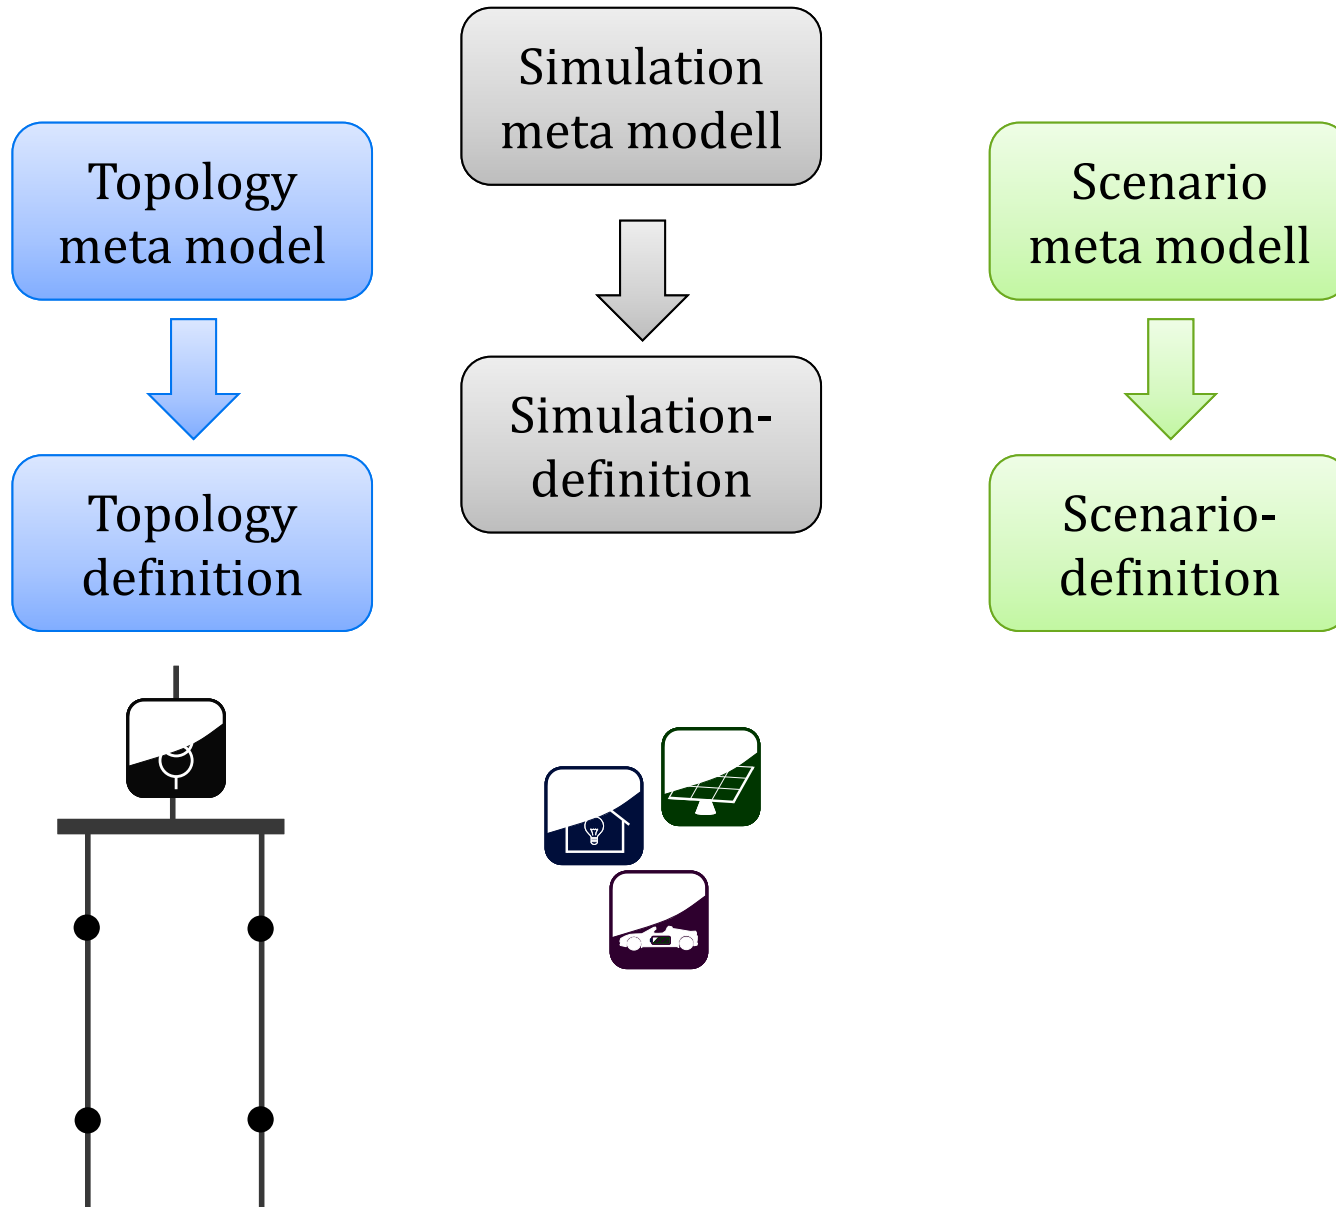 Simulation
meta modell
Topology
meta model
Scenario
meta modell
Simulation-
definition
Topology
definition
Scenario-
definition